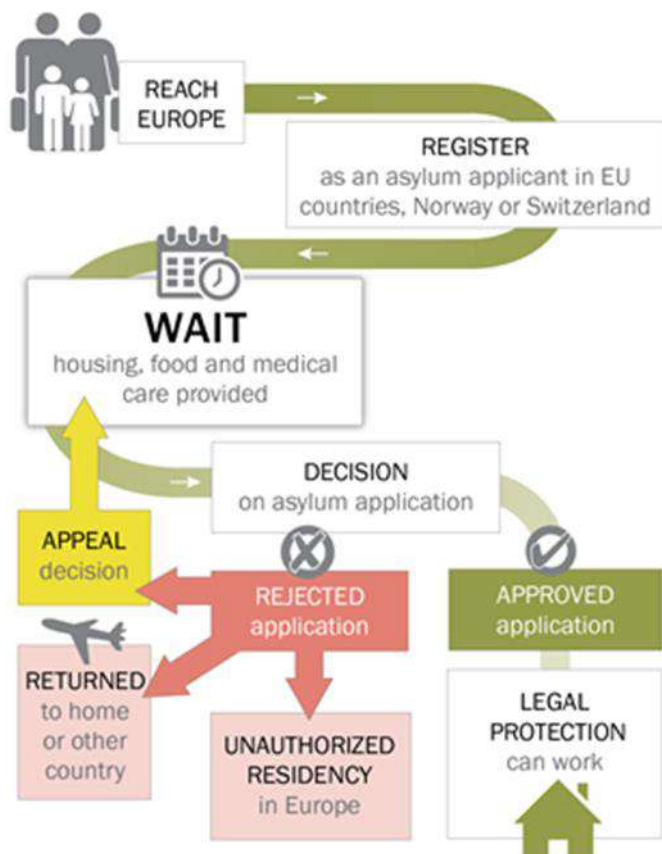 REACH
EUROPE
REGISTER
as an asylum applicant in EU
countries, Norway or Switzerland
WAIT
housing, food and medical
care provided
DECISION
on asylum application
APPEAL
decision
REJECTED
application
APPROVED
application
RETURNED
to home
or other
country
UNAUTHORIZED
RESIDENCY
in Europe
LEGAL
PROTECTION
can work